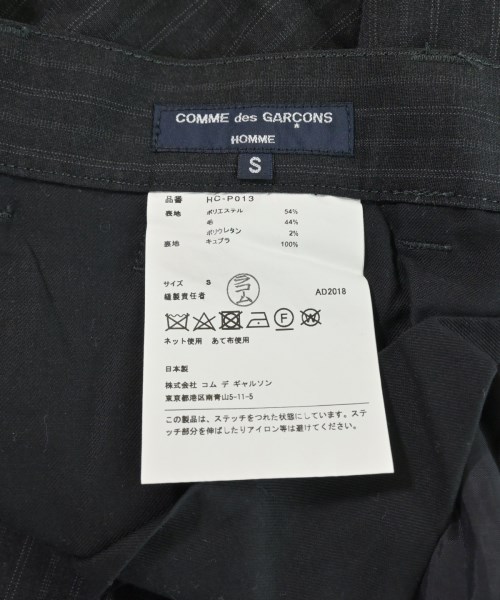 COMME des GARÇONS
HOMME
S
品番 HC-P013
表地 ポリエステル 54%
毛 44%
ポリウレタン 2%
裏地 キュプラ 100%
サイズ S
縫製責任者 コム AD2018
ネット使用 あて布使用
日本製
株式会社 コム デ ギャルソン
東京都港区南青山5-11-5
この製品は、ステッチをつれた状態にしています。ステ
ッチ部分を伸ばしたりアイロン等は避けてください。